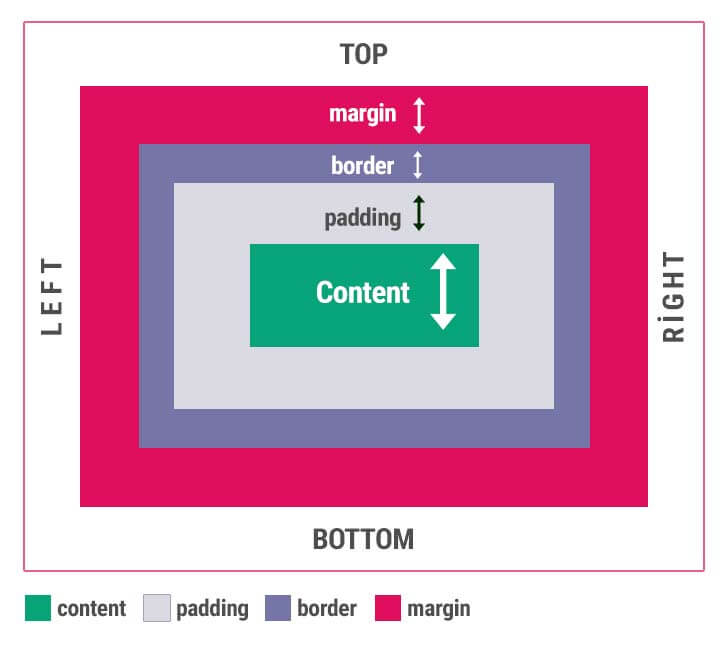 TOP
margin
border
padding
LEFT
Content
RİGHT
BOTTOM
content padding border margin